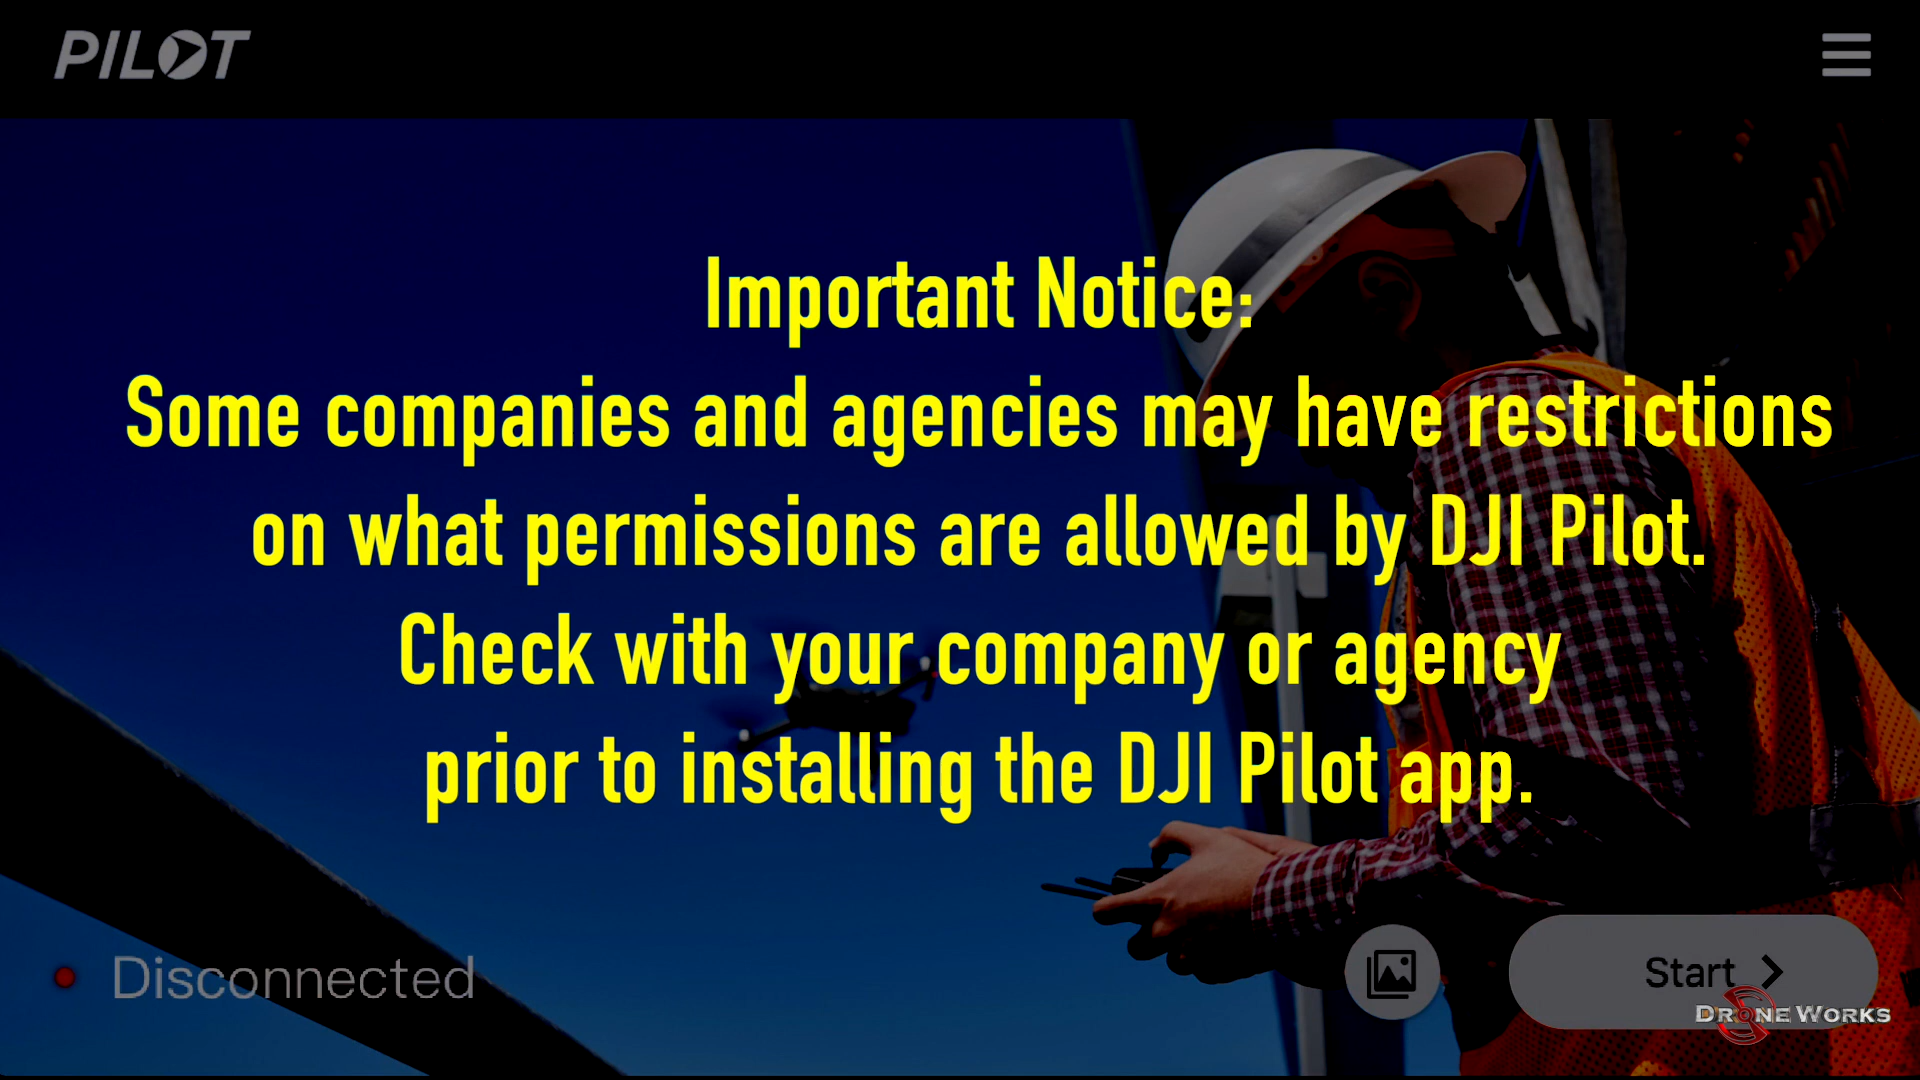 PILOT
Important Notice:
Some companies and agencies may have restrictions
on what permissions are allowed by DJI Pilot.
Check with your company or agency
prior to installing the DJI Pilot app.
Disconnected
Start
DRONE WORKS